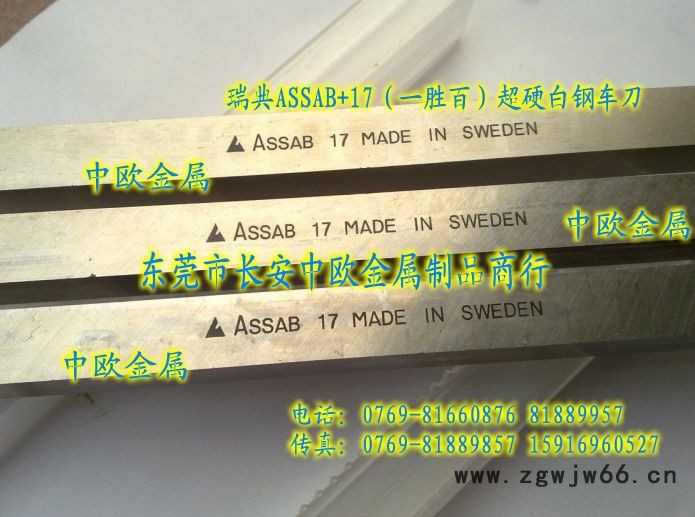 瑞典ASSAB+17（一胜百）超硬白钢车刀
ASSAB 17 MADE IN SWEDEN
中欧金属
ASSAB 17 MADE IN SWEDEN
中欧金属
东莞市长安中欧金属制品商行
ASSAB 17 MADE IN SWEDEN
中欧金属
电话：0769-81660876 81889957
传真：0769-81889857 15916960527
www.zgwjw66.cn